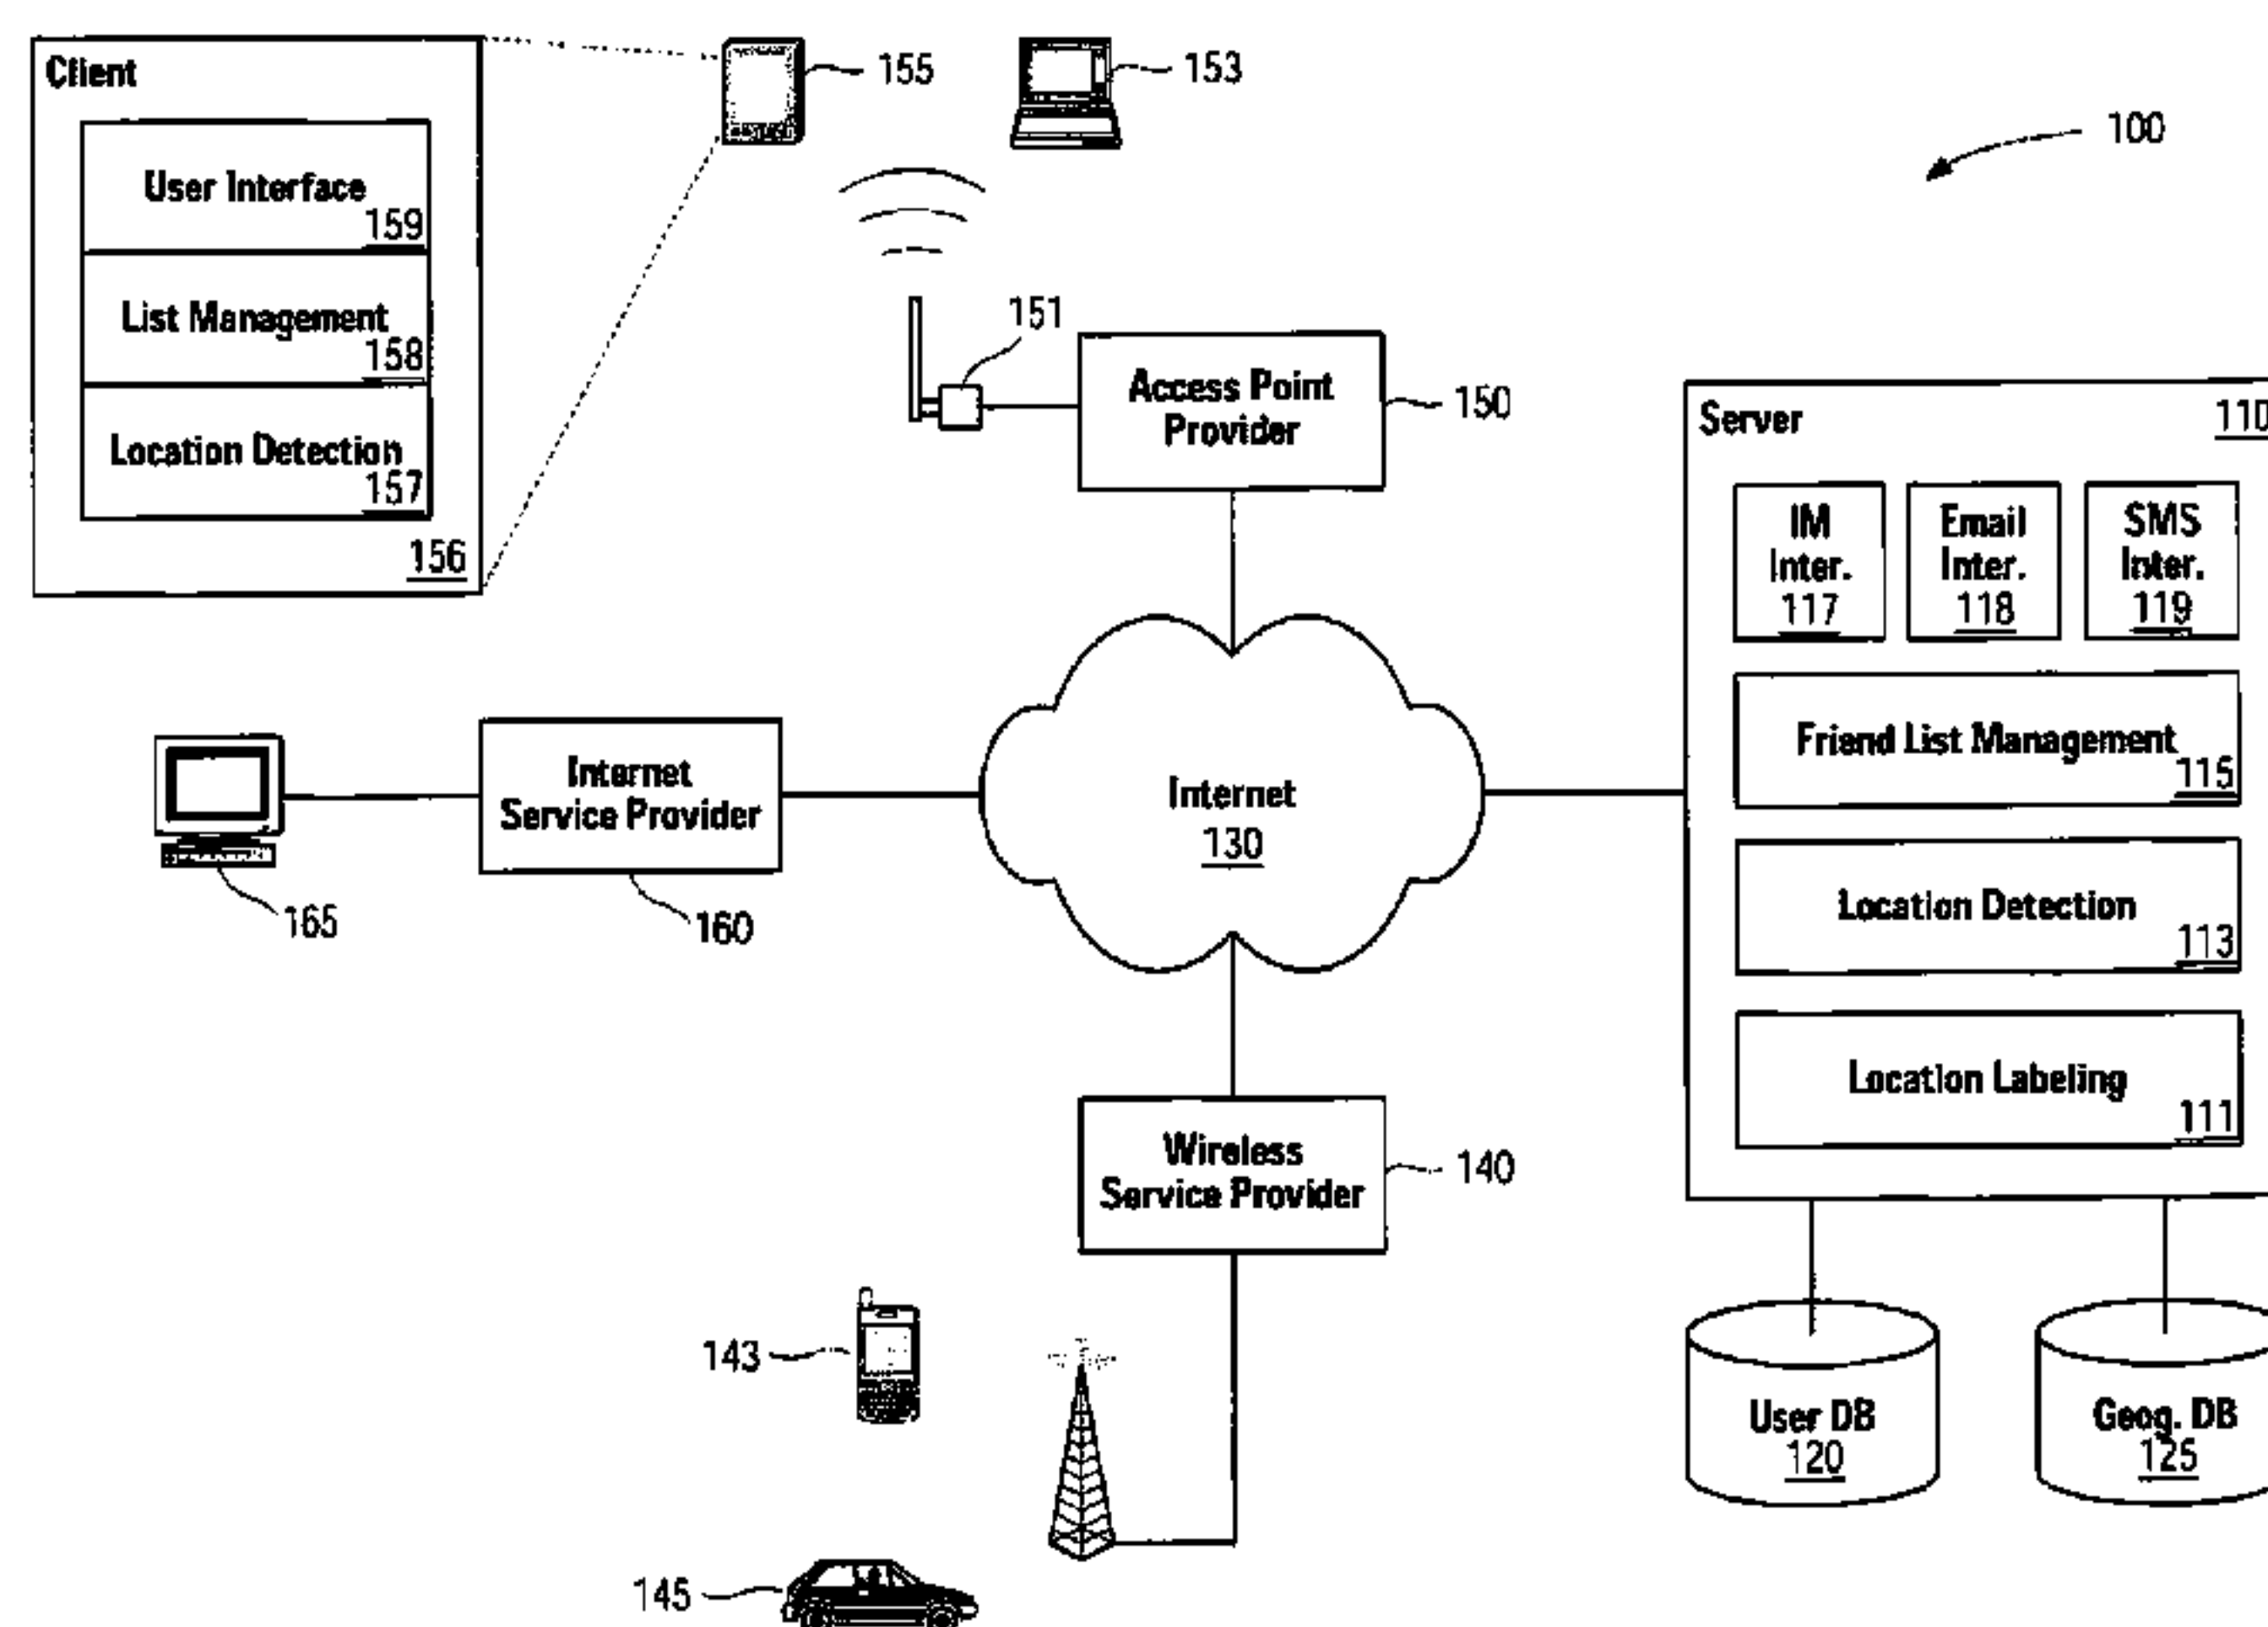 Client
User Interface
159
List Management
158
Location Detection
157
156
155
153
100
151
Access Point
Provider
150
Server
110
IM
Inter.
117
Email
Inter.
118
SMS
Inter.
119
Friend List Management
115
Location Detection
113
Location Labeling
111
Internet
Service Provider
165
160
Internet
130
Wireless
Service Provider
140
143
145
User DB
120
Geog. DB
125